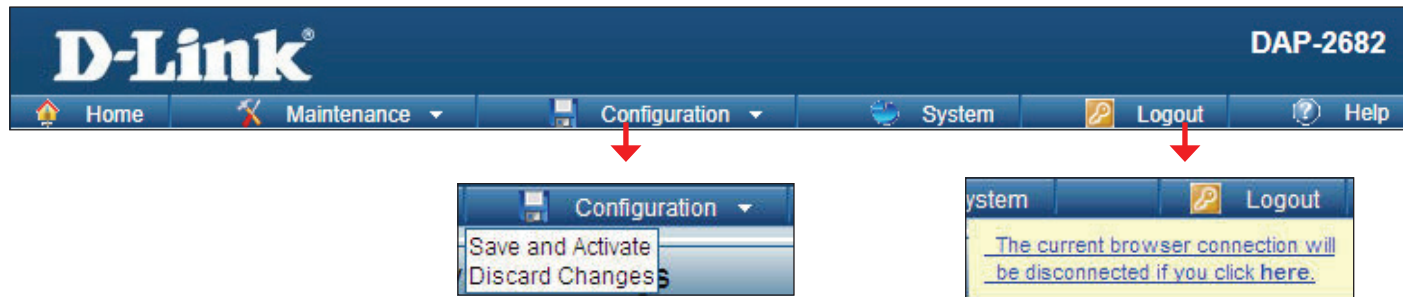 D-Link®
DAP-2682
Home Maintenance Configuration System Logout Help
Configuration
Save and Activate
Discard Changes
ystem Logout
The current browser connection will
be disconnected if you click here.